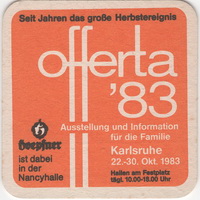 Seit Jahren das große Herbstereignis
offerta
'83
Ausstellung und Information
für die Familie
Karlsruhe
22.-30. Okt. 1983
Hoepfner
ist dabei
in der
Nancyhalle
Hallen am Festplatz
tägl. 10.00-18.00 Uhr